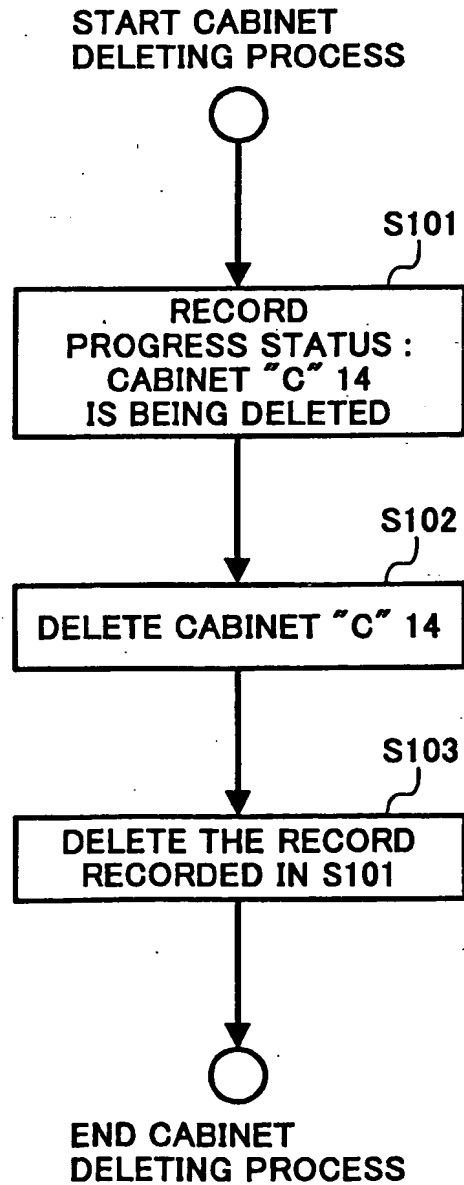 START CABINET
DELETING PROCESS
S101
RECORD
PROGRESS STATUS :
CABINET "C" 14
IS BEING DELETED
S102
DELETE CABINET "C" 14
S103
DELETE THE RECORD
RECORDED IN S101
END CABINET
DELETING PROCESS